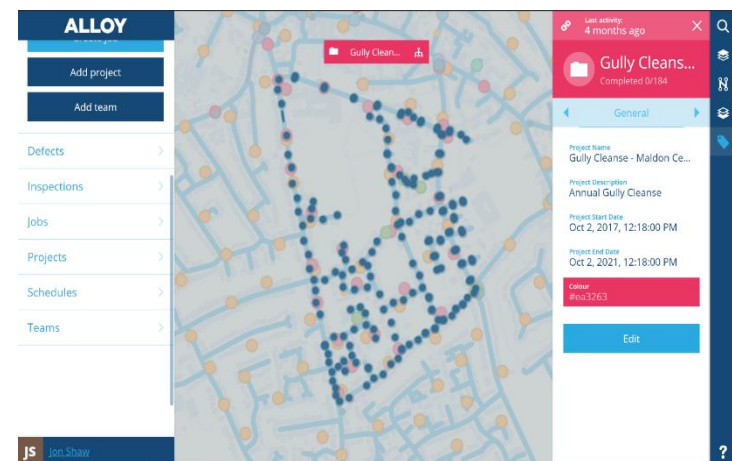 ALLOY
Create job
Add project
Add team
Defects
Inspections
Jobs
Projects
Schedules
Teams
JS Jon Shaw
Gully Clean...
Last activity:
4 months ago
Gully Cleans...
Completed 0/184
General
Project Name
Gully Cleanse - Maldon Ce...
Project Description
Annual Gully Cleanse
Project Start Date
Oct 2, 2017, 12:18:00 PM
Project End Date
Oct 2, 2021, 12:18:00 PM
Colour
#ea3263
Edit
?